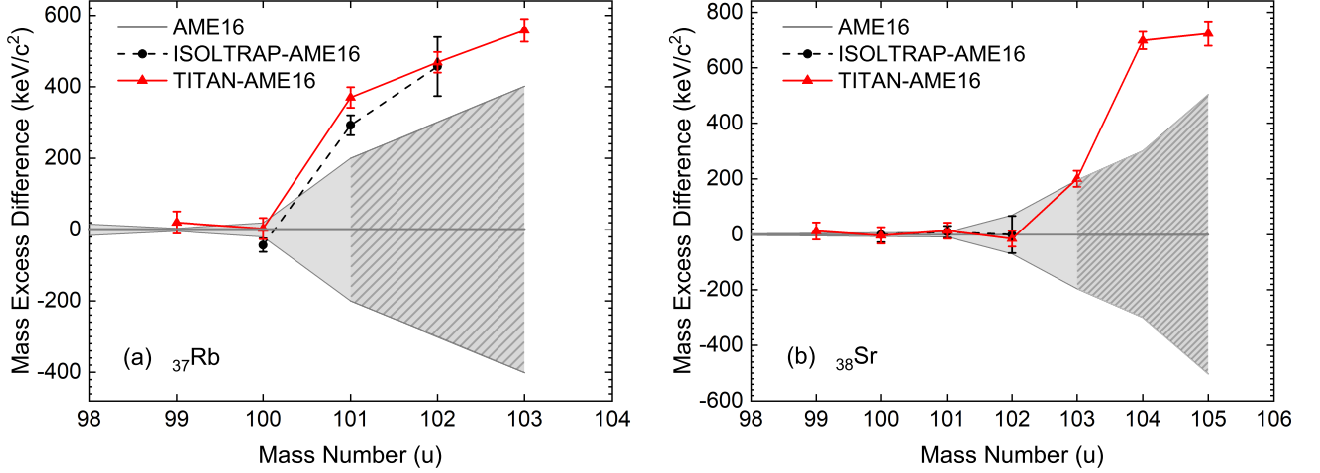 AME16
ISOLTRAP-AME16
TITAN-AME16
Mass Excess Difference (keV/c²)
600
400
200
0
-200
-400
(a) ₃₇Rb
98 99 100 101 102 103 104
Mass Number (u)
AME16
ISOLTRAP-AME16
TITAN-AME16
Mass Excess Difference (keV/c²)
800
600
400
200
0
-200
-400
-600
(b) ₃₈Sr
98 99 100 101 102 103 104 105 106
Mass Number (u)